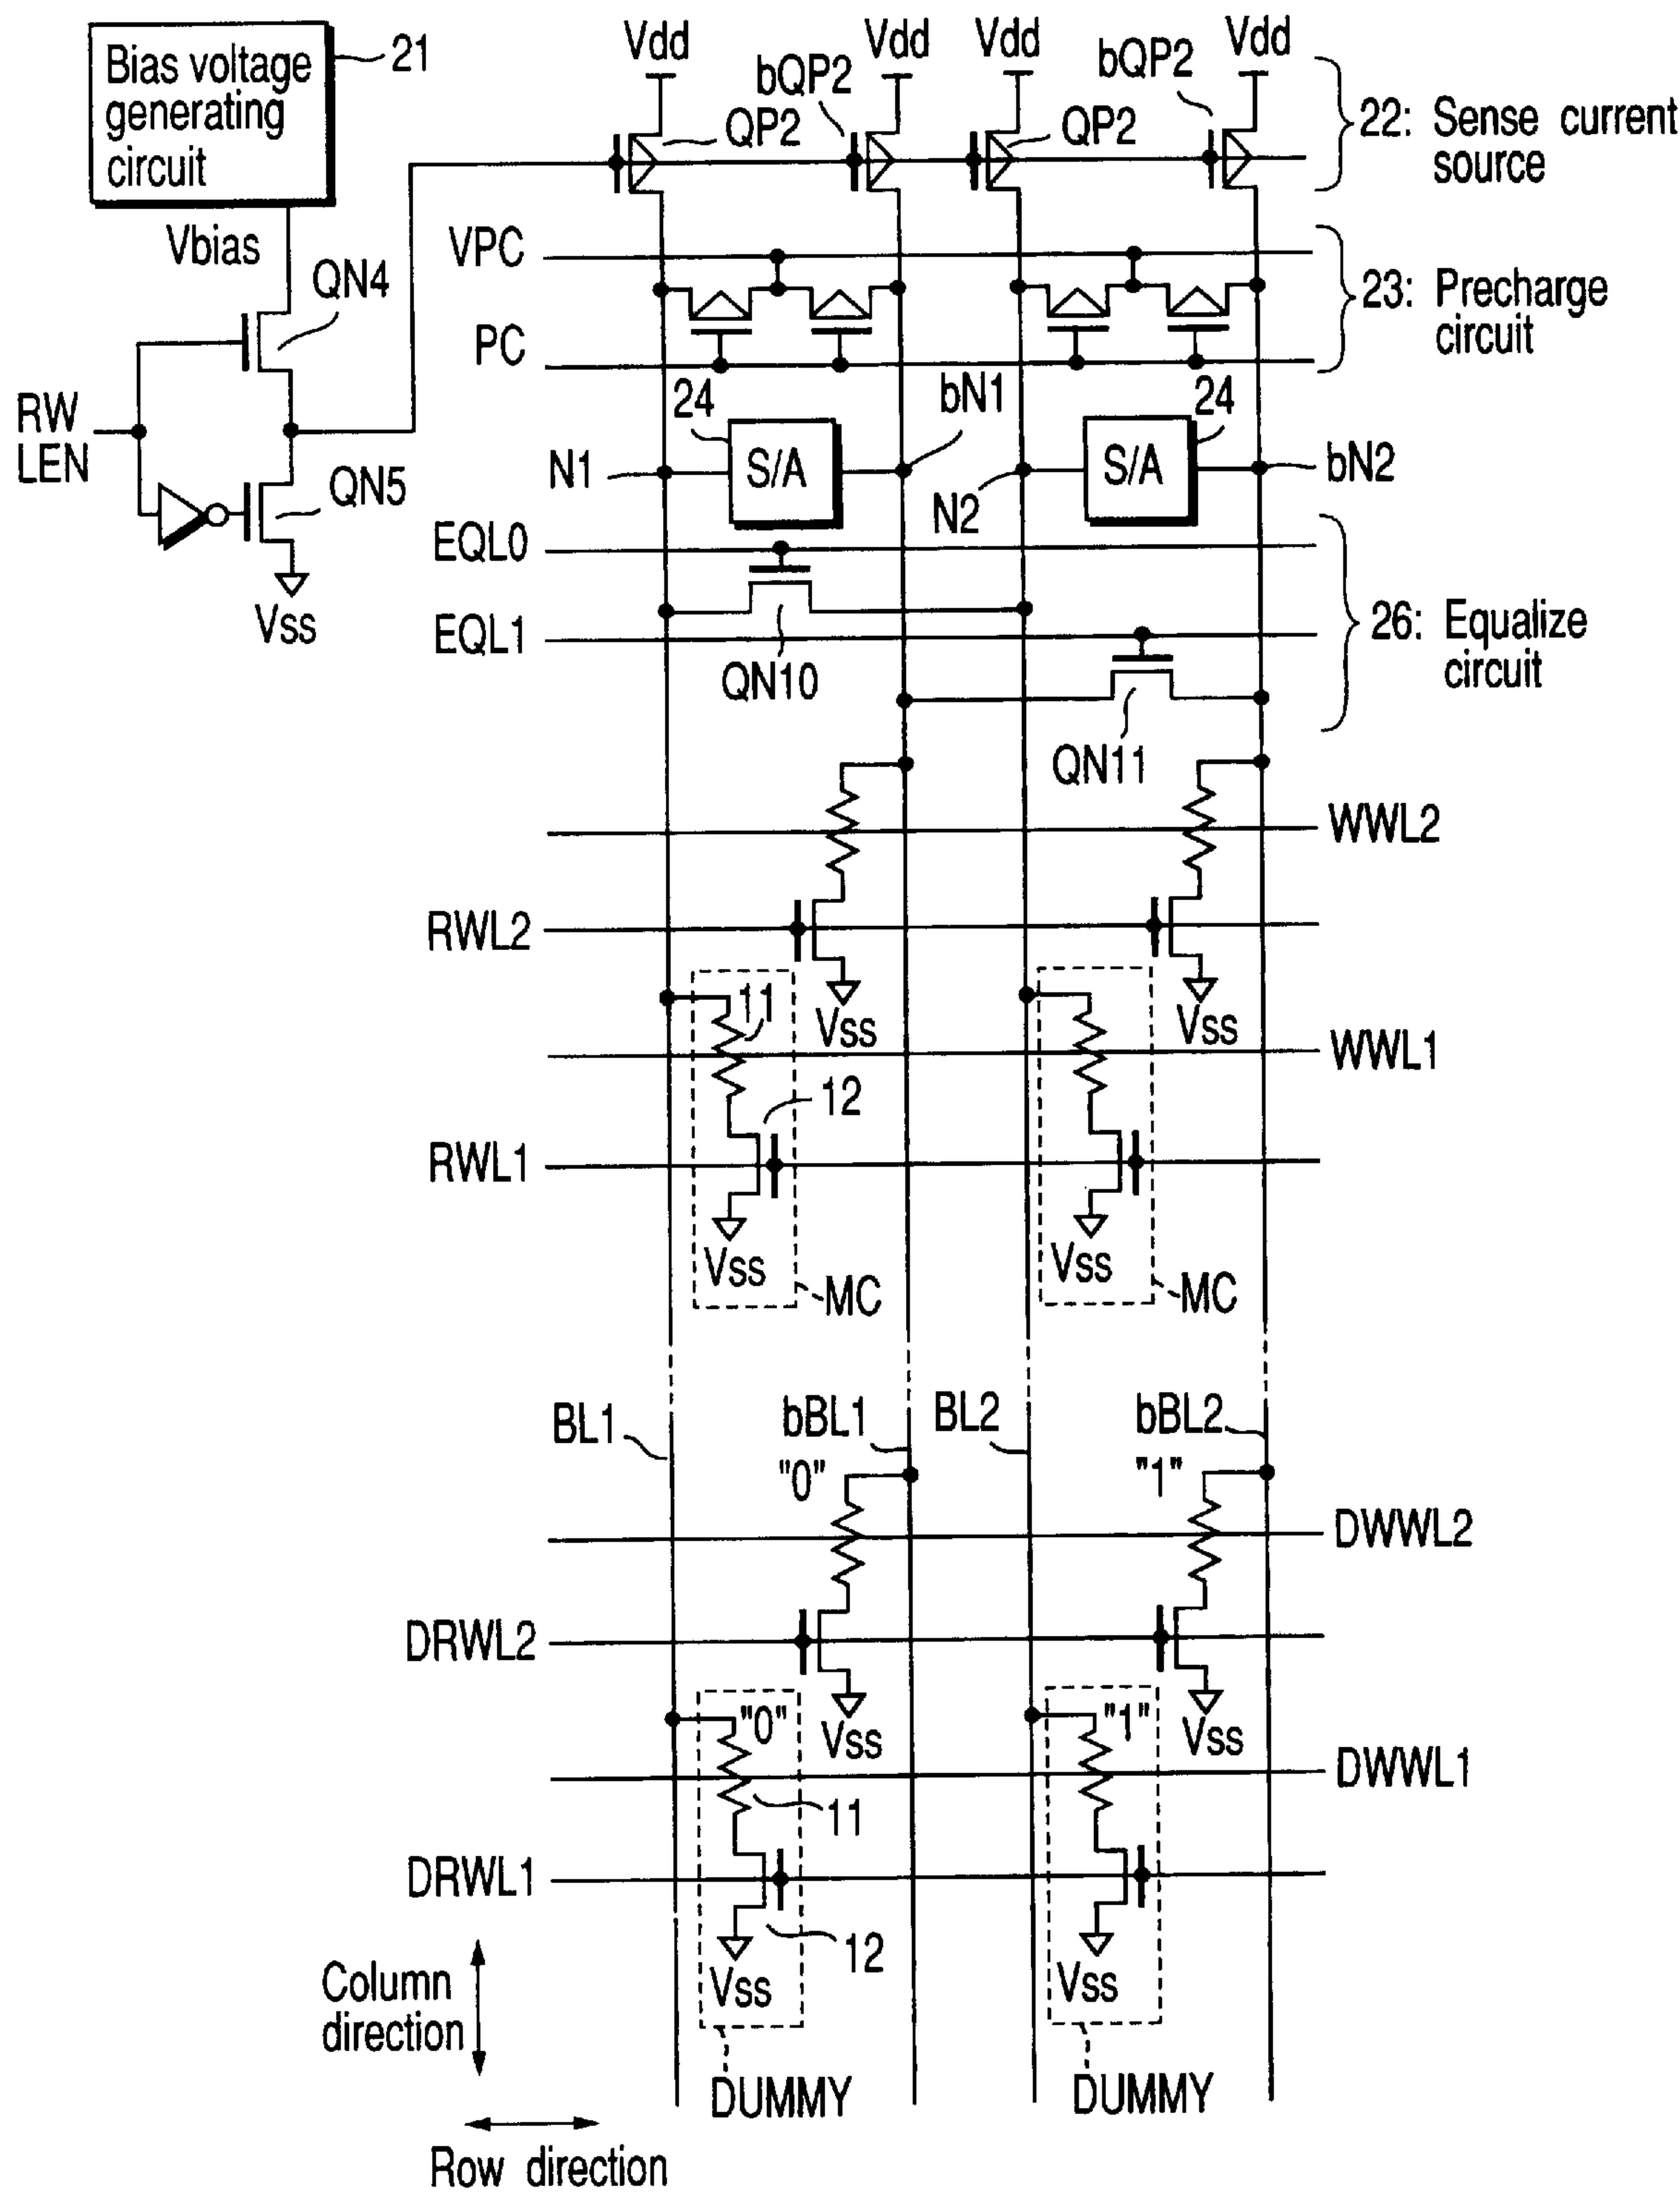 Bias voltage
generating
circuit
21
Vdd
bQP2
Vdd
Vdd
bQP2
Vdd
QP2
QP2
22: Sense current
source
Vbias
QN4
VPC
PC
23: Precharge
circuit
RW
LEN
QN5
Vss
24
bN1
24
N1
S/A
N2
S/A
bN2
EQL0
EQL1
QN10
QN11
26: Equalize
circuit
WWL2
RWL2
Vss
Vss
11
WWL1
12
RWL1
Vss
MC
Vss
MC
BL1
bBL1
BL2
bBL2
"0"
"1"
DWWL2
DRWL2
Vss
Vss
"0"
"1"
DWWL1
11
DRWL1
12
Vss
Vss
Column
direction
DUMMY
DUMMY
Row direction